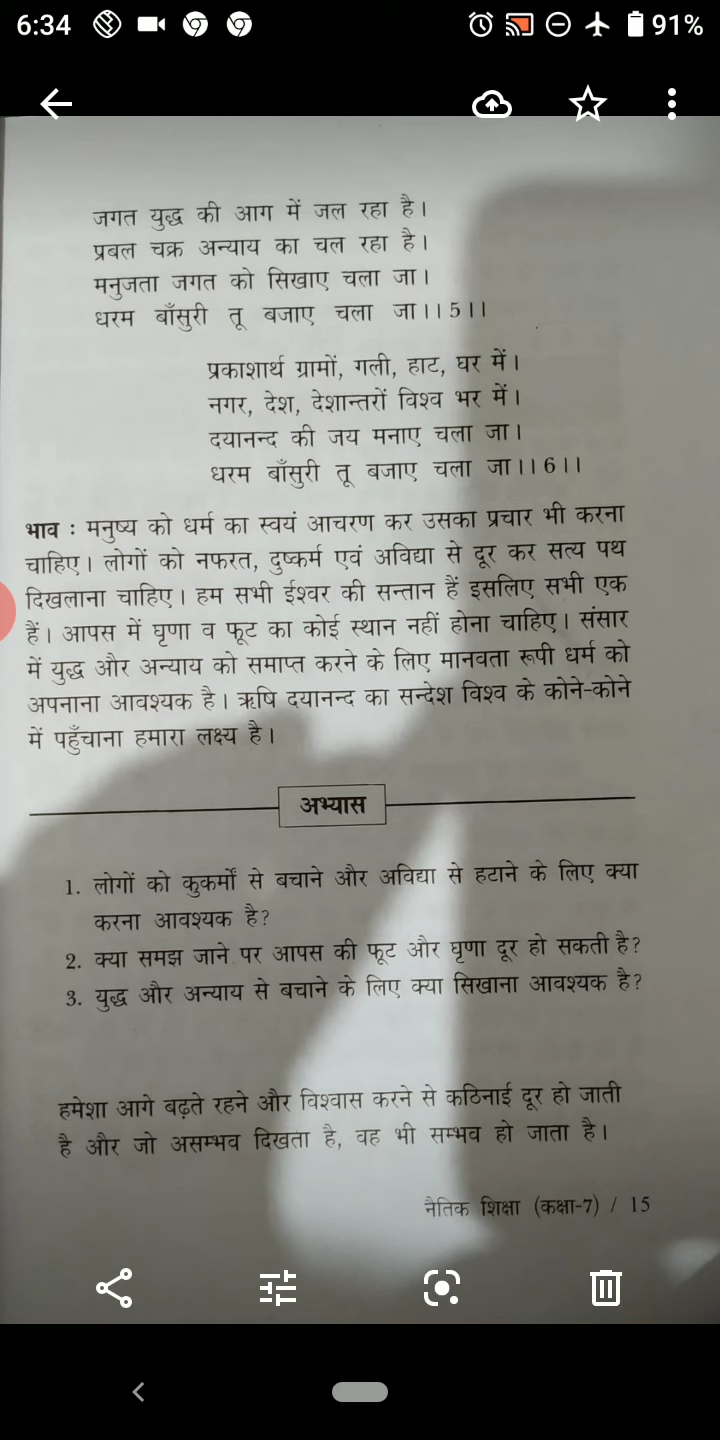 6:34
91%
जगत युद्ध की आग में जल रहा है।
प्रबल चक्र अन्याय का चल रहा है।
मनुजता जगत को सिखाए चला जा।
धरम बाँसुरी तू बजाए चला जा।।5।।
प्रकाशार्थ ग्रामों, गली, हाट, घर में।
नगर, देश, देशान्तरों विश्व भर में।
दयानन्द की जय मनाए चला जा।
धरम बाँसुरी तू बजाए चला जा।।6।।
भाव : मनुष्य को धर्म का स्वयं आचरण कर उसका प्रचार भी करना
चाहिए। लोगों को नफरत, दुष्कर्म एवं अविद्या से दूर कर सत्य पथ
दिखलाना चाहिए। हम सभी ईश्वर की सन्तान हैं इसलिए सभी एक
हैं। आपस में घृणा व फूट का कोई स्थान नहीं होना चाहिए। संसार
में युद्ध और अन्याय को समाप्त करने के लिए मानवता रूपी धर्म को
अपनाना आवश्यक है। ऋषि दयानन्द का सन्देश विश्व के कोने-कोने
में पहुँचाना हमारा लक्ष्य है।
अभ्यास
1. लोगों को कुकर्मों से बचाने और अविद्या से हटाने के लिए क्या
करना आवश्यक है?
2. क्या समझ जाने पर आपस की फूट और घृणा दूर हो सकती है?
3. युद्ध और अन्याय से बचाने के लिए क्या सिखाना आवश्यक है?
हमेशा आगे बढ़ते रहने और विश्वास करने से कठिनाई दूर हो जाती
है और जो असम्भव दिखता है, वह भी सम्भव हो जाता है।
नैतिक शिक्षा (कक्षा-7) / 15